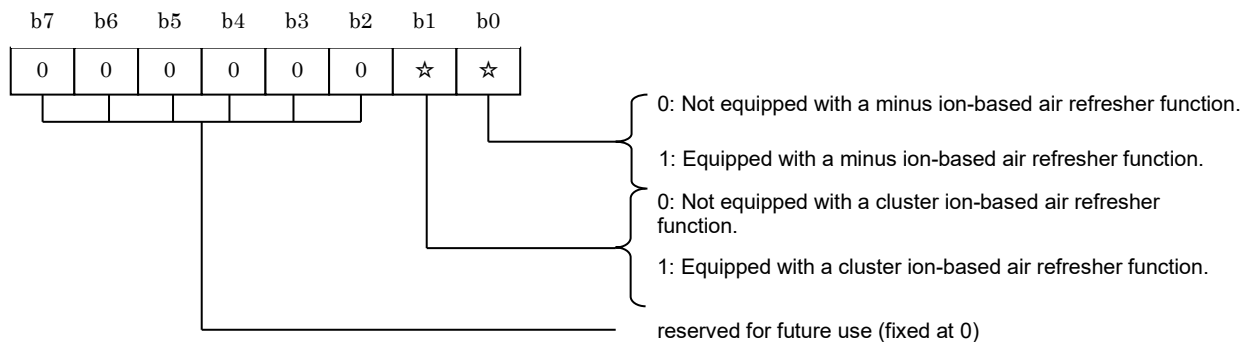 b7 b6 b5 b4 b3 b2 b1 b0
0 0 0 0 0 0 ☆ ☆
0: Not equipped with a minus ion-based air refresher function.
1: Equipped with a minus ion-based air refresher function.
0: Not equipped with a cluster ion-based air refresher
function.
1: Equipped with a cluster ion-based air refresher function.
reserved for future use (fixed at 0)